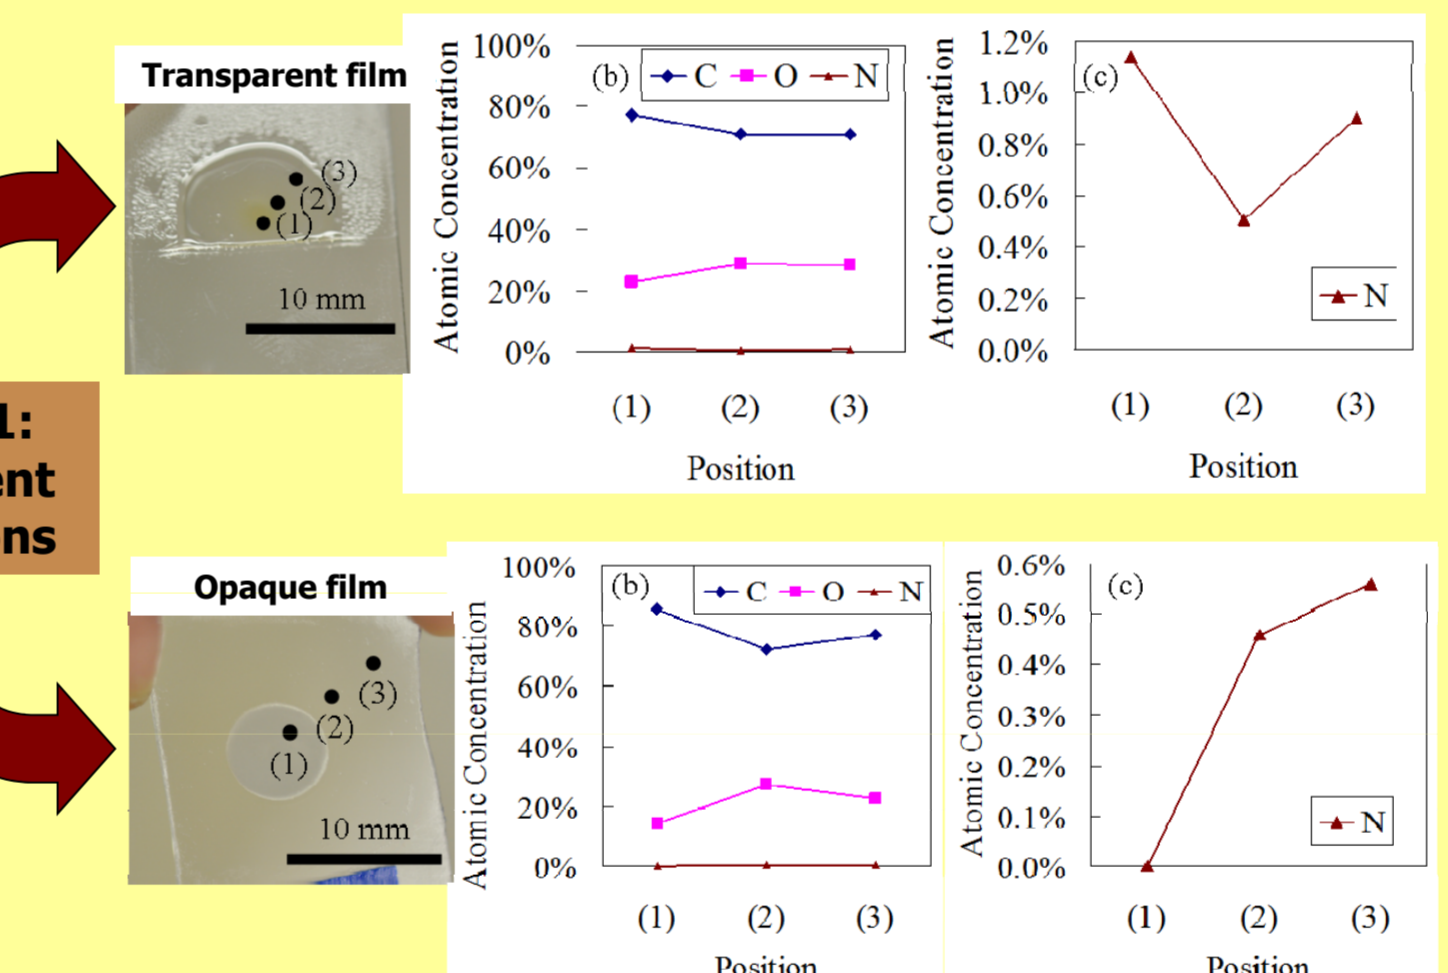 Transparent film
(3)
(2)
(1)
10 mm
Atomic Concentration
100%
80%
60%
40%
20%
0%
(b)
C O N
(1) (2) (3)
Position
Atomic Concentration
1.2%
1.0%
0.8%
0.6%
0.4%
0.2%
0.0%
(c)
N
(1) (2) (3)
Position
1:
ent
ns
Opaque film
(3)
(2)
(1)
10 mm
Atomic Concentration
100%
80%
60%
40%
20%
0%
(b)
C O N
(1) (2) (3)
Position
Atomic Concentration
0.6%
0.5%
0.4%
0.3%
0.2%
0.1%
0.0%
(c)
N
(1) (2) (3)
Position